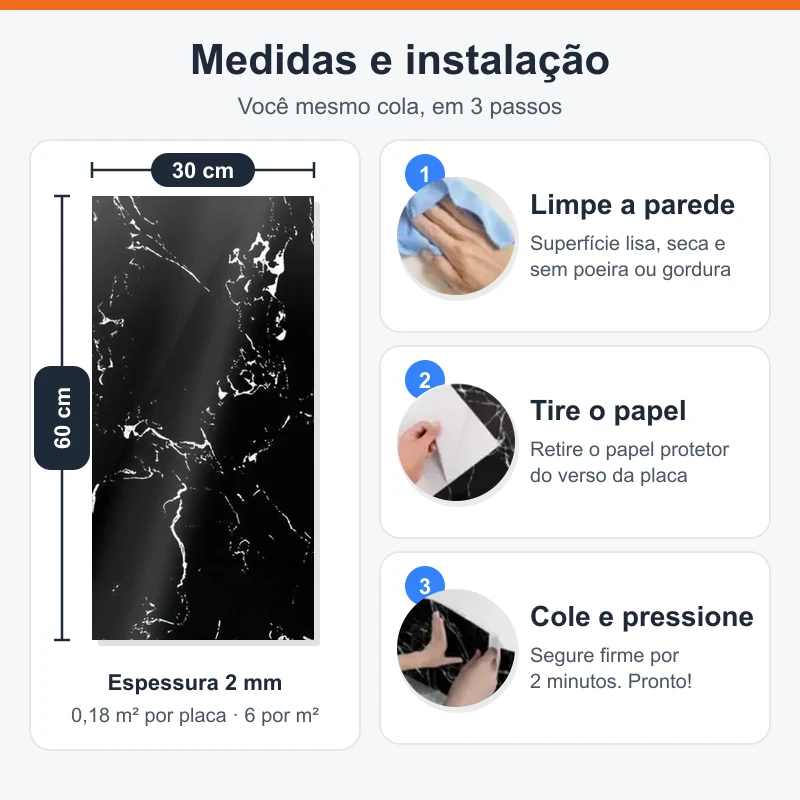 Medidas e instalação
Você mesmo cola, em 3 passos
30 cm
60 cm
Espessura 2 mm
0,18 m² por placa · 6 por m²
1
Limpe a parede
Superfície lisa, seca e
sem poeira ou gordura
2
Tire o papel
Retire o papel protetor
do verso da placa
3
Cole e pressione
Segure firme por
2 minutos. Pronto!